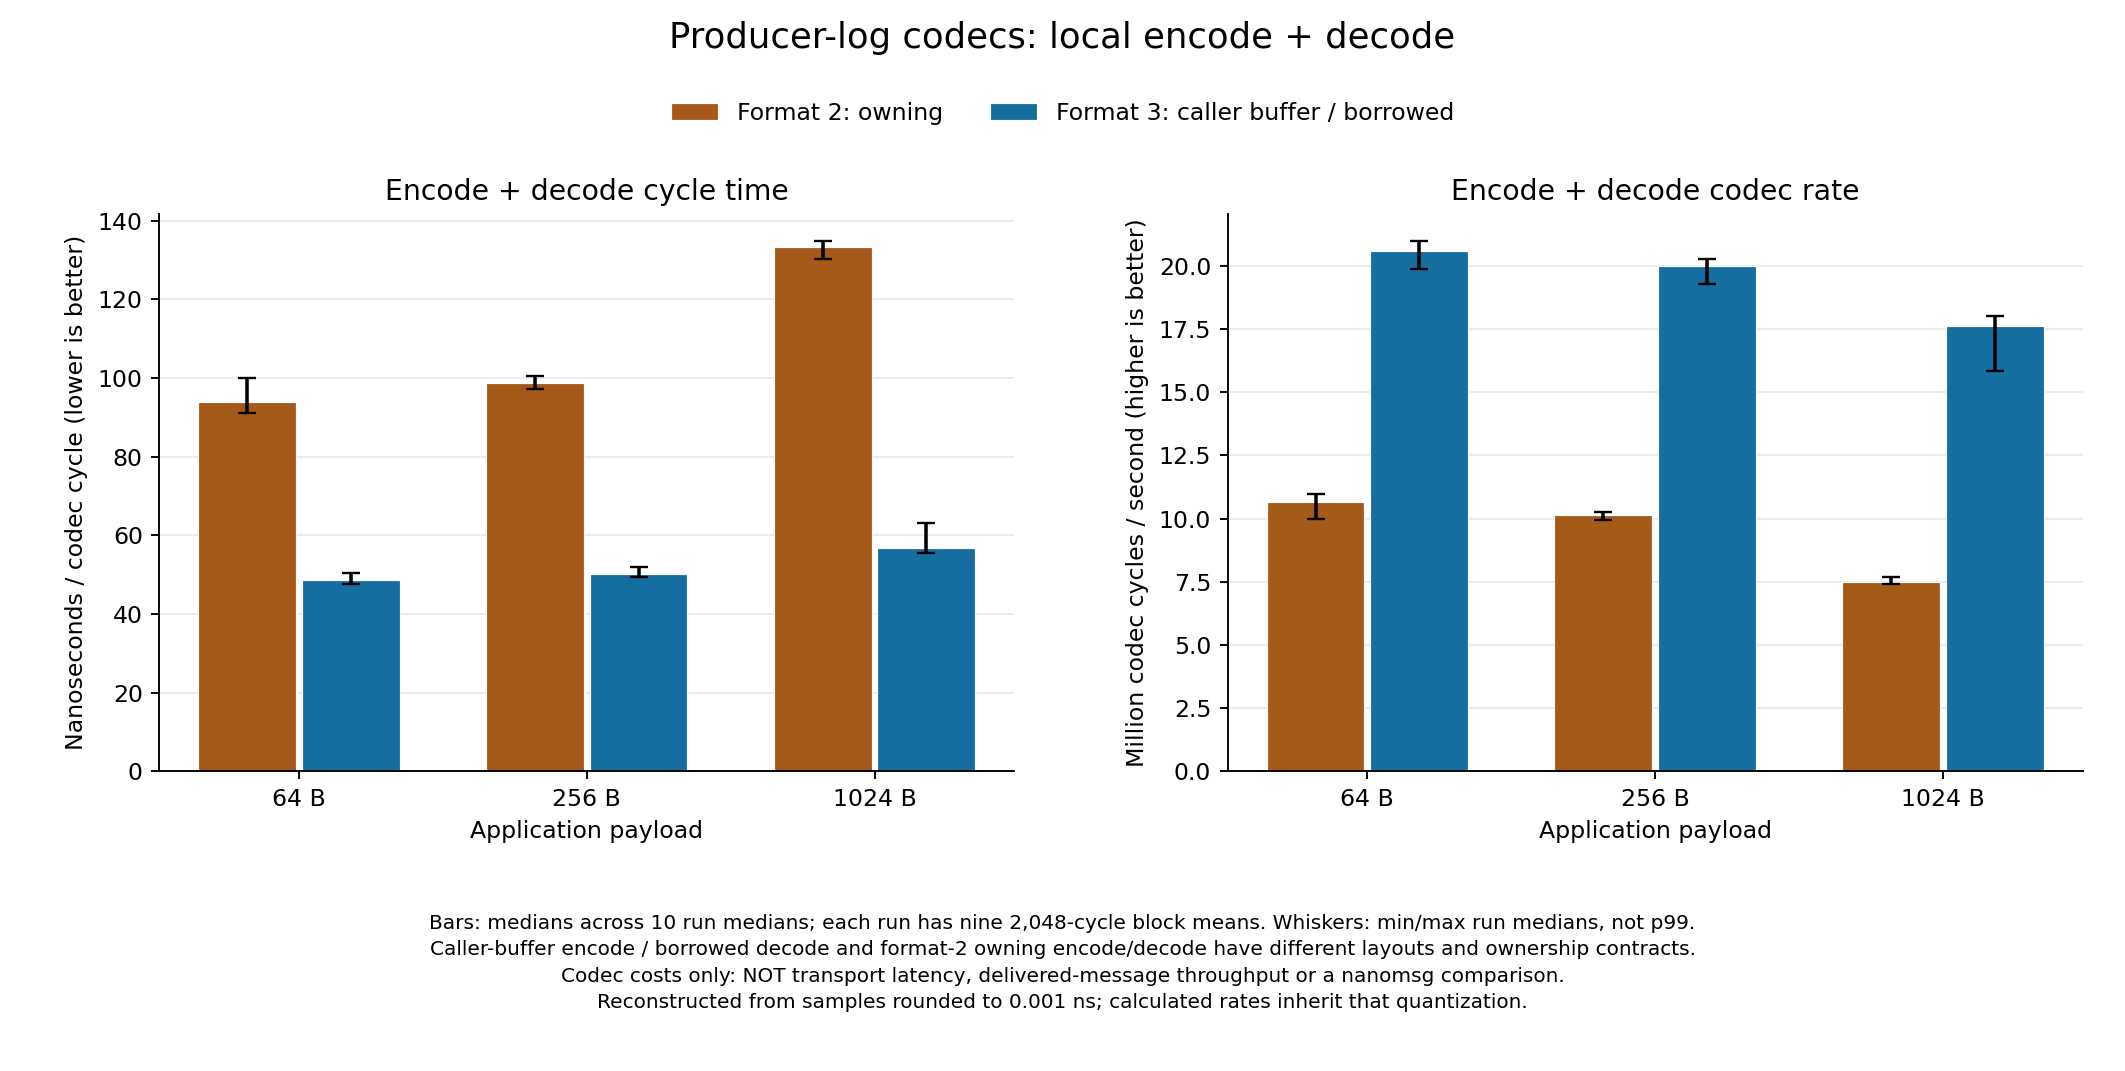 Producer-log codecs: local encode + decode
Format 2: owning
Format 3: caller buffer / borrowed
Encode + decode cycle time
Nanoseconds / codec cycle (lower is better)
140
120
100
80
60
40
20
0
64 B
256 B
1024 B
Application payload
Encode + decode codec rate
Million codec cycles / second (higher is better)
20.0
17.5
15.0
12.5
10.0
7.5
5.0
2.5
0.0
64 B
256 B
1024 B
Application payload
Bars: medians across 10 run medians; each run has nine 2,048-cycle block means. Whiskers: min/max run medians, not p99.
Caller-buffer encode / borrowed decode and format-2 owning encode/decode have different layouts and ownership contracts.
Codec costs only: NOT transport latency, delivered-message throughput or a nanomsg comparison.
Reconstructed from samples rounded to 0.001 ns; calculated rates inherit that quantization.